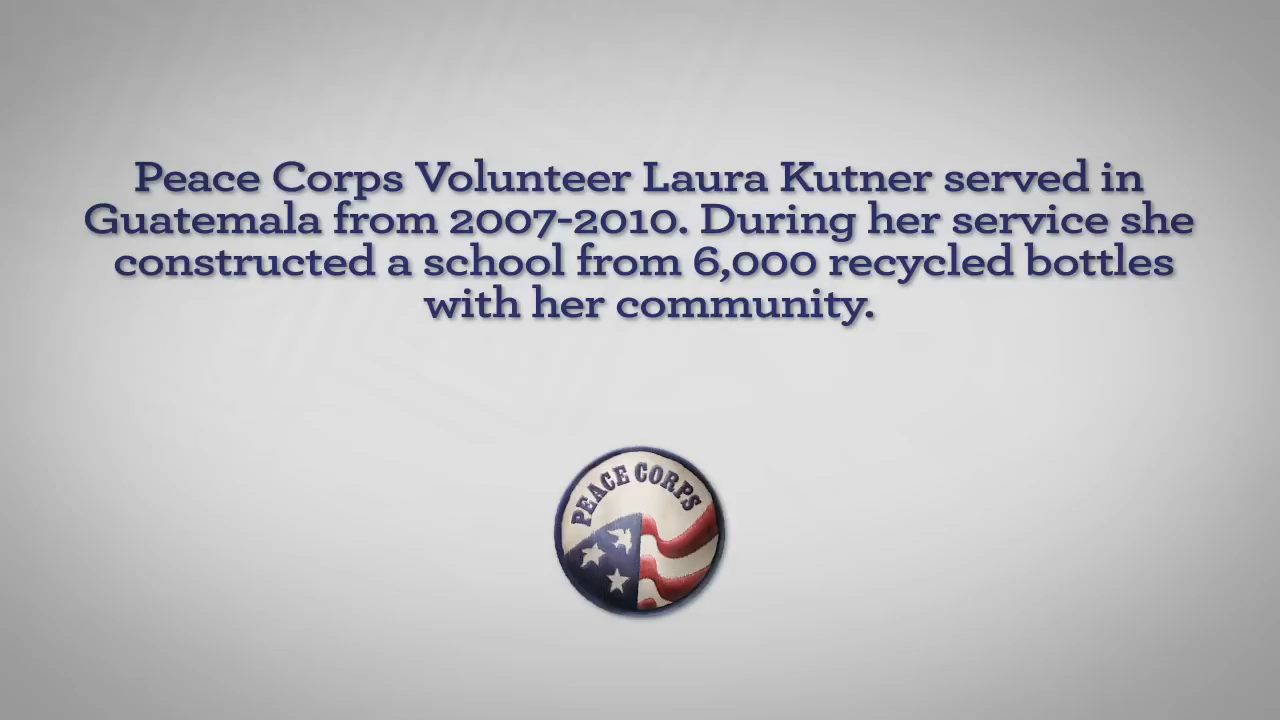 Peace Corps Volunteer Laura Kutner served in
Guatemala from 2007-2010. During her service she
constructed a school from 6,000 recycled bottles
with her community.
PEACE CORPS